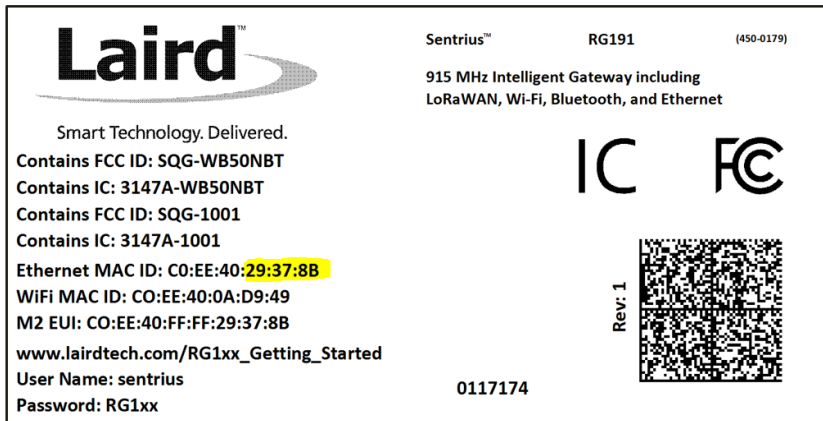 Laird™
Smart Technology. Delivered.
Sentrius™ RG191 (450-0179)
915 MHz Intelligent Gateway including
LoRaWAN, Wi-Fi, Bluetooth, and Ethernet
IC FC
Contains FCC ID: SQG-WB50NBT
Contains IC: 3147A-WB50NBT
Contains FCC ID: SQG-1001
Contains IC: 3147A-1001
Ethernet MAC ID: C0:EE:40:29:37:8B
WiFi MAC ID: CO:EE:40:0A:D9:49
M2 EUI: CO:EE:40:FF:FF:29:37:8B
www.lairdtech.com/RG1xx_Getting_Started
User Name: sentrius
Password: RG1xx
Rev: 1
0117174